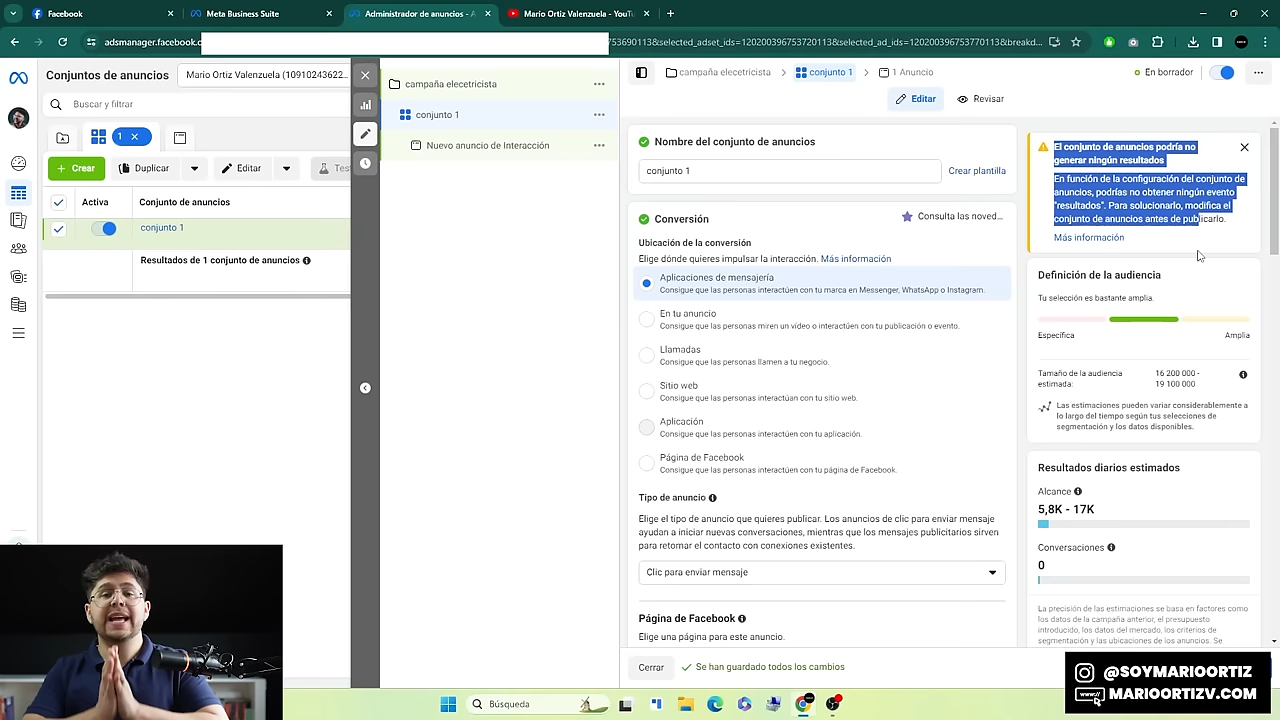 Facebook
Meta Business Suite
Administrador de anuncios - A
Mario Ortiz Valenzuela - YouTu
adsmanager.facebook.c
753690113&selected_adset_ids=120200396753720113&selected_ad_ids=120200396753770113&breakd...
Conjuntos de anuncios
Mario Ortiz Valenzuela (10910243622...
Buscar y filtrar
1
Crear
Duplicar
Editar
Tes
Activa
Conjunto de anuncios
conjunto 1
Resultados de 1 conjunto de anuncios
campaña elecetricista
conjunto 1
Nuevo anuncio de Interacción
campaña elecetricista
conjunto 1
1 Anuncio
En borrador
Editar
Revisar
Nombre del conjunto de anuncios
conjunto 1
Crear plantilla
Conversión
Consulta las noved...
Ubicación de la conversión
Elige dónde quieres impulsar la interacción. Más información
Aplicaciones de mensajería
Consigue que las personas interactúen con tu marca en Messenger, WhatsApp o Instagram.
En tu anuncio
Consigue que las personas miren un vídeo o interactúen con tu publicación o evento.
Llamadas
Consigue que las personas llamen a tu negocio.
Sitio web
Consigue que las personas interactúan con tu sitio web.
Aplicación
Consigue que las personas interactúen con tu aplicación.
Página de Facebook
Consigue que las personas interactúen con tu página de Facebook.
Tipo de anuncio
Elige el tipo de anuncio que quieres publicar. Los anuncios de clic para enviar mensaje
ayudan a iniciar nuevas conversaciones, mientras que los mensajes publicitarios sirven
para retomar el contacto con conexiones existentes.
Clic para enviar mensaje
Página de Facebook
Elige una página para este anuncio.
Cerrar
Se han guardado todos los cambios
El conjunto de anuncios podría no
generar ningún resultados
En función de la configuración del conjunto de
anuncios, podrías no obtener ningún evento
"resultados". Para solucionarlo, modifica el
conjunto de anuncios antes de publicarlo.
Más información
Definición de la audiencia
Tu selección es bastante amplia.
Específica
Amplia
Tamaño de la audiencia
estimada:
16 200 000 -
19 100 000
Las estimaciones pueden variar considerablemente a
lo largo del tiempo según tus selecciones de
segmentación y los datos disponibles.
Resultados diarios estimados
Alcance
5,8K - 17K
Conversaciones
0
La precisión de las estimaciones se basa en factores como
los datos de la campaña anterior, el presupuesto
introducido, los datos del mercado, los criterios de
segmentación y las ubicaciones de los anuncios. Se
@SOYMARIOORTIZ
MARIOORTIZV.COM
Búsqueda